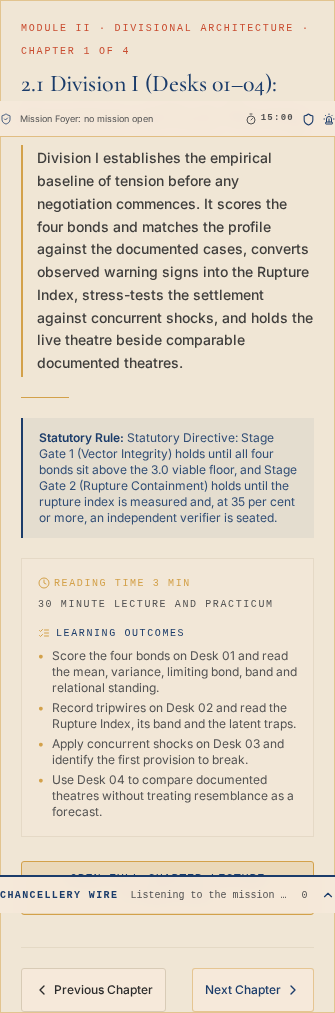 MODULE II · DIVISIONAL ARCHITECTURE ·
CHAPTER 1 OF 4
2.1 Division I (Desks 01–04):
Mission Foyer: no mission open
15:00
Division I establishes the empirical
baseline of tension before any
negotiation commences. It scores the
four bonds and matches the profile
against the documented cases, converts
observed warning signs into the Rupture
Index, stress-tests the settlement
against concurrent shocks, and holds the
live theatre beside comparable
documented theatres.
Statutory Rule: Statutory Directive: Stage
Gate 1 (Vector Integrity) holds until all four
bonds sit above the 3.0 viable floor, and Stage
Gate 2 (Rupture Containment) holds until the
rupture index is measured and, at 35 per cent
or more, an independent verifier is seated.
READING TIME 3 MIN
30 MINUTE LECTURE AND PRACTICUM
LEARNING OUTCOMES
• Score the four bonds on Desk 01 and read
the mean, variance, limiting bond, band and
relational standing.
• Record tripwires on Desk 02 and read the
Rupture Index, its band and the latent traps.
• Apply concurrent shocks on Desk 03 and
identify the first provision to break.
• Use Desk 04 to compare documented
theatres without treating resemblance as a
forecast.
CHANCELLERY WIRE Listening to the mission … 0
Previous Chapter
Next Chapter